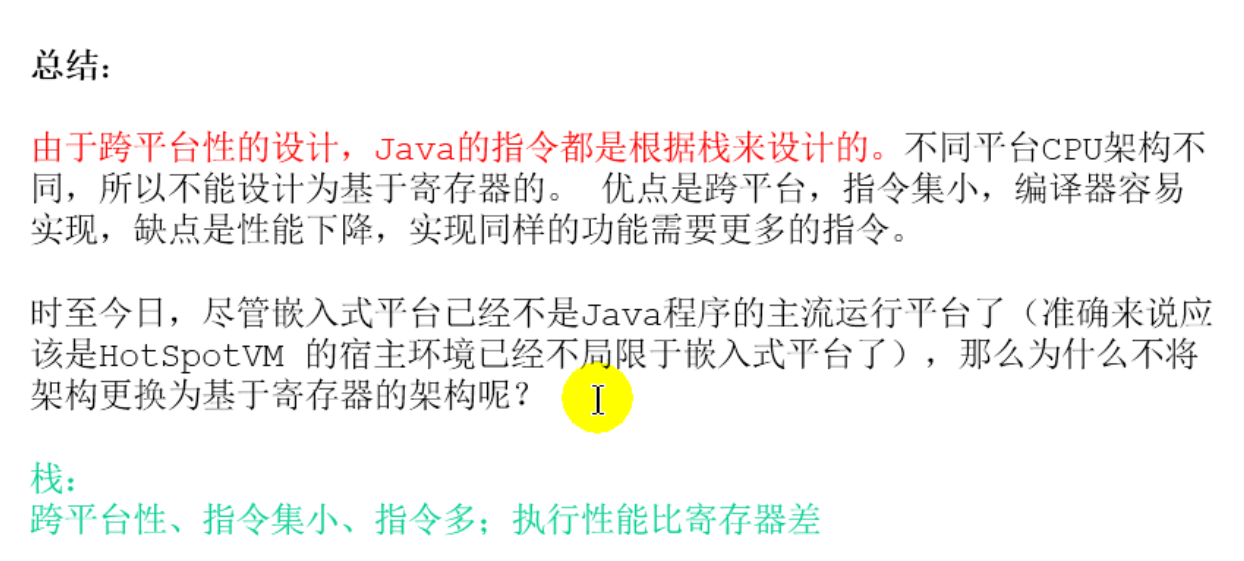 总结：
由于跨平台性的设计，Java的指令都是根据栈来设计的。不同平台CPU架构不
同，所以不能设计为基于寄存器的。 优点是跨平台，指令集小，编译器容易
实现，缺点是性能下降，实现同样的功能需要更多的指令。
时至今日，尽管嵌入式平台已经不是Java程序的主流运行平台了（准确来说应
该是HotSpotVM 的宿主环境已经不局限于嵌入式平台了），那么为什么不将
架构更换为基于寄存器的架构呢？
栈：
跨平台性、指令集小、指令多；执行性能比寄存器差